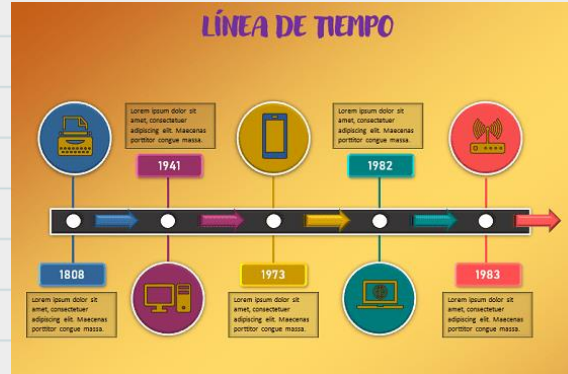 LÍNEA DE TIEMPO
1808
Lorem ipsum dolor sit
amet, consectetuer
adipiscing elit. Maecenas
porttitor congue massa.
Lorem ipsum dolor sit
amet, consectetuer
adipiscing elit. Maecenas
porttitor congue massa.
1941
1973
Lorem ipsum dolor sit
amet, consectetuer
adipiscing elit. Maecenas
porttitor congue massa.
Lorem ipsum dolor sit
amet, consectetuer
adipiscing elit. Maecenas
porttitor congue massa.
1982
1983
Lorem ipsum dolor sit
amet, consectetuer
adipiscing elit. Maecenas
porttitor congue massa.